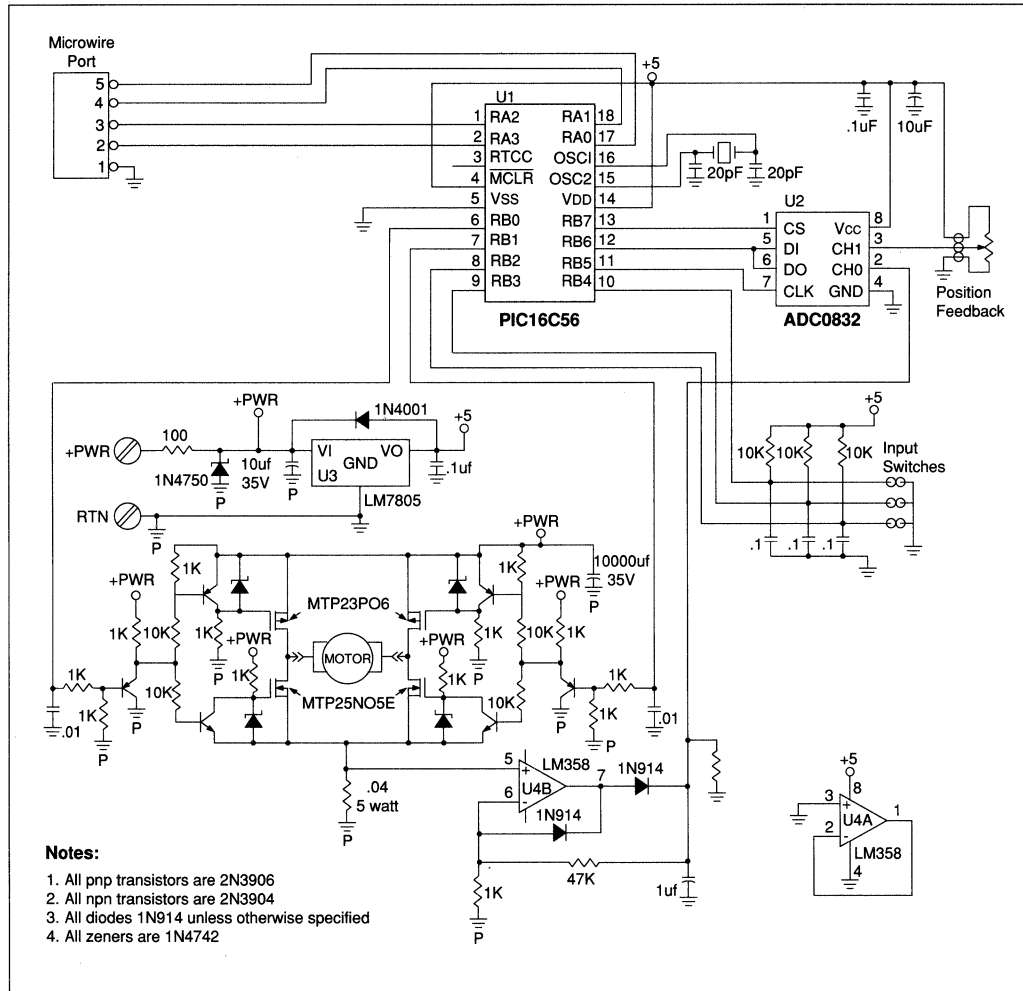 Microwire
Port
5
4
3
2
1
+5
.1uF
10uF
U1
1 RA2 RA1 18
2 RA3 RA0 17
3 RTCC OSCI 16
4 MCLR OSC2 15
5 VSS VDD 14
6 RB0 RB7 13
7 RB1 RB6 12
8 RB2 RB5 11
9 RB3 RB4 10
PIC16C56
20pF
20pF
U2
1 CS Vcc 8
5 DI CH1 3
6 DO CH0 2
7 CLK GND 4
ADC0832
Position
Feedback
+PWR
1N4001
+5
+PWR
100
1N4750
P
10uf
35V
P
VI VO
GND
U3
LM7805
.1uf
RTN
P
+5
10K
10K
10K
Input
Switches
.1
.1
.1
+PWR
10000uf
35V
P
1K
1K
+PWR
1K
10K
1K
P
MTP23PO6
+PWR
1K
MOTOR
+PWR
1K
MTP25NO5E
1K
P
10K
+PWR
1K
1K
10K
P
1K
P
.01
10K
P
1K
P
1K
.01
.04
5 watt
P
5
+
6
-
LM358
U4B
7
1N914
1N914
47K
1K
P
1uf
+5
8
3
+
2
-
U4A
1
LM358
4
Notes:
1. All pnp transistors are 2N3906
2. All npn transistors are 2N3904
3. All diodes 1N914 unless otherwise specified
4. All zeners are 1N4742